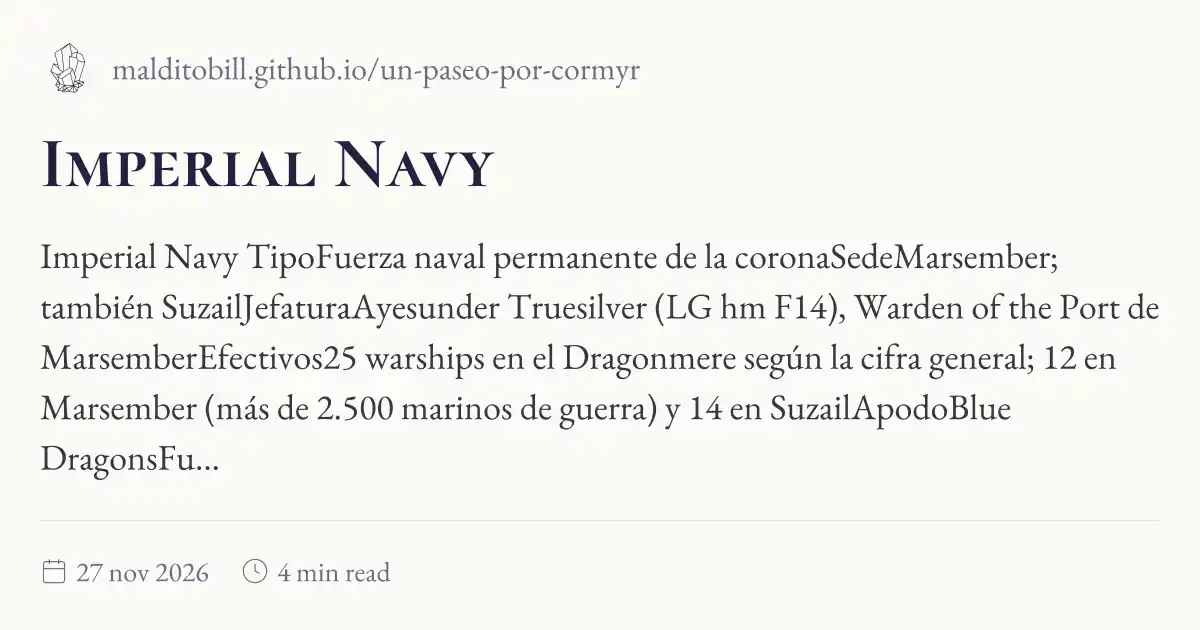 malditobill.github.io/un-paseo-por-cormyr
Imperial Navy
Imperial Navy TipoFuerza naval permanente de la coronaSedeMarsember;
también SuzailJefaturaAyesunder Truesilver (LG hm F14), Warden of the Port de
MarsemberEfectivos25 warships en el Dragonmere según la cifra general; 12 en
Marsember (más de 2.500 marinos de guerra) y 14 en SuzailApodoBlue
DragonsFu...
27 nov 2026
4 min read